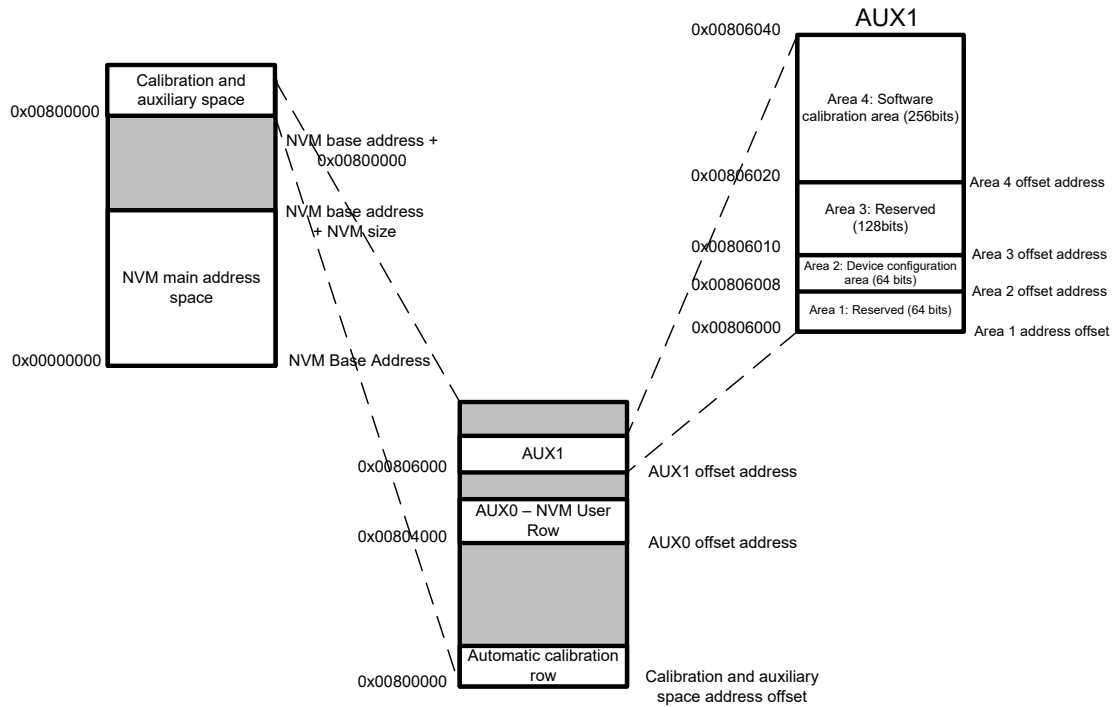 AUX1
0x00806040
Area 4: Software
calibration area (256bits)
0x00806020
Area 4 offset address
Area 3: Reserved
(128bits)
0x00806010
Area 3 offset address
Area 2: Device configuration
area (64 bits)
0x00806008
Area 2 offset address
Area 1: Reserved (64 bits)
0x00806000
Area 1 address offset
Calibration and
auxiliary space
0x00800000
NVM base address +
0x00800000
NVM base address
+ NVM size
NVM main address
space
0x00000000
NVM Base Address
AUX1
0x00806000
AUX1 offset address
AUX0 – NVM User
Row
0x00804000
AUX0 offset address
Automatic calibration
row
0x00800000
Calibration and auxiliary
space address offset